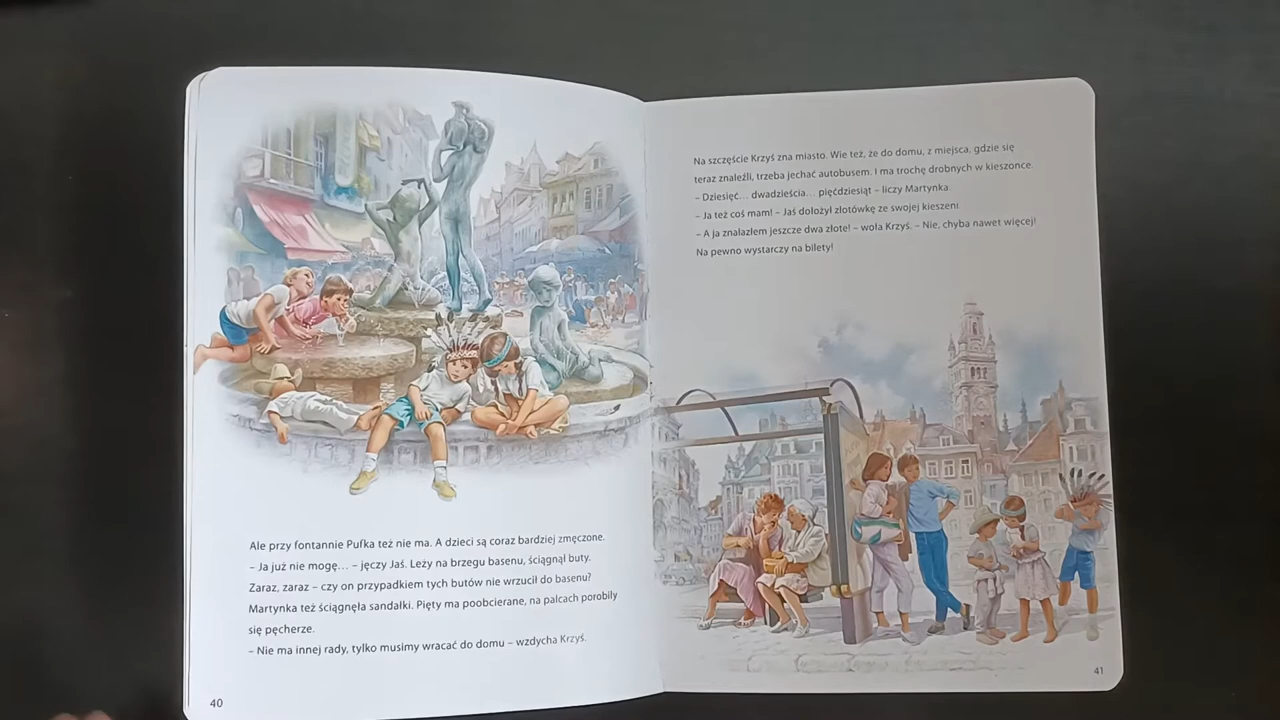 Ale przy fontannie Pufka też nie ma. A dzieci są coraz bardziej zmęczone.
– Ja już nie mogę… – jęczy Jaś. Leży na brzegu basenu, ściągnął buty.
Zaraz, zaraz – czy on przypadkiem tych butów nie wrzucił do basenu?
Martynka też ściągnęła sandałki. Pięty ma poobcierane, na palcach porobiły
się pęcherze.
– Nie ma innej rady, tylko musimy wracać do domu – wzdycha Krzyś.
40
Na szczęście Krzyś zna miasto. Wie też, że do domu, z miejsca, gdzie się
teraz znaleźli, trzeba jechać autobusem. I ma trochę drobnych w kieszonce.
– Dziesięć… dwadzieścia… pięćdziesiąt – liczy Martynka.
– Ja też coś mam! – Jaś dołożył złotówkę ze swojej kieszeni.
– A ja znalazłem jeszcze dwa złote! – woła Krzyś. – Nie, chyba nawet więcej!
Na pewno wystarczy na bilety!
41